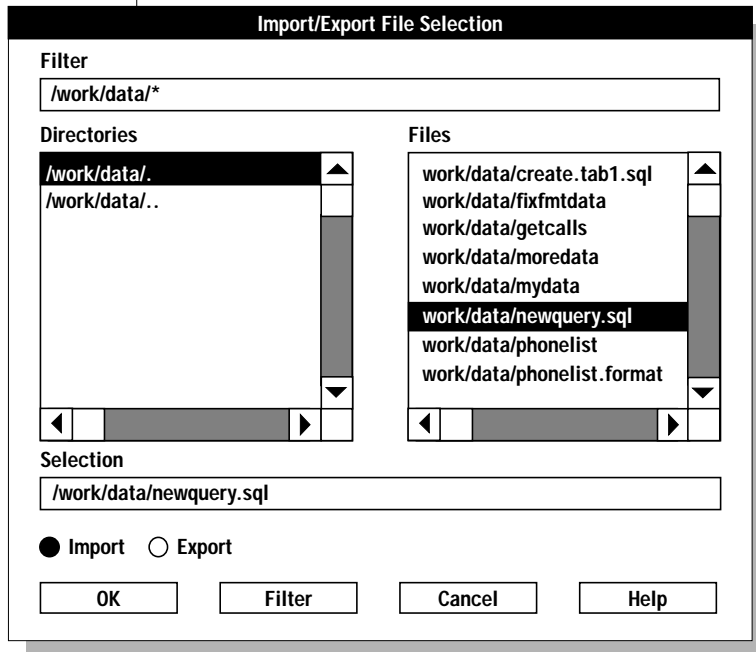 Import/Export File Selection
Filter
/work/data/*
Directories
/work/data/.
/work/data/..
Files
work/data/create.tab1.sql
work/data/fixfmtdata
work/data/getcalls
work/data/moredata
work/data/mydata
work/data/newquery.sql
work/data/phonelist
work/data/phonelist.format
Selection
/work/data/newquery.sql
Import Export
OK Filter Cancel Help